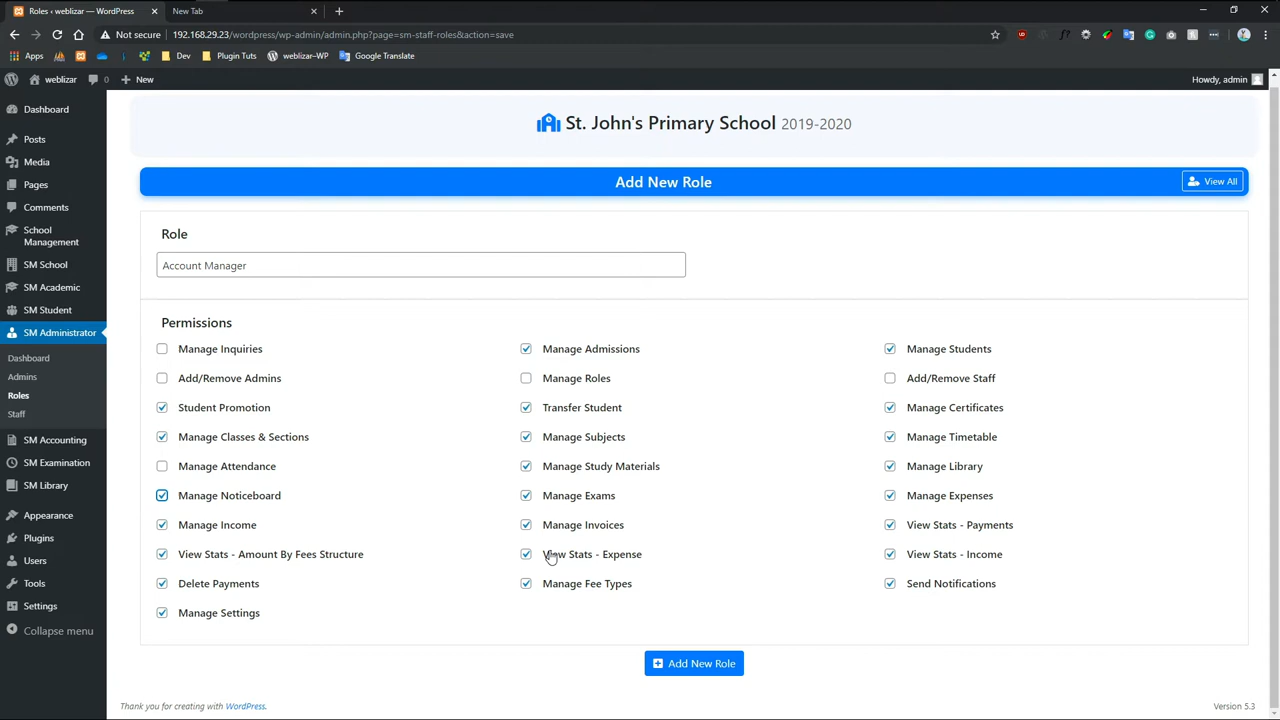 Roles ‹ weblizar — WordPress
New Tab
Not secure
192.168.29.23/wordpress/wp-admin/admin.php?page=sm-staff-roles&action=save
Apps
Dev
Plugin Tuts
weblizar-WP
Google Translate
weblizar
0
New
Howdy, admin
Dashboard
Posts
Media
Pages
Comments
School
Management
SM School
SM Academic
SM Student
SM Administrator
Dashboard
Admins
Roles
Staff
SM Accounting
SM Examination
SM Library
Appearance
Plugins
Users
Tools
Settings
Collapse menu
St. John's Primary School 2019-2020
Add New Role
View All
Role
Account Manager
Permissions
Manage Inquiries
Manage Admissions
Manage Students
Add/Remove Admins
Manage Roles
Add/Remove Staff
Student Promotion
Transfer Student
Manage Certificates
Manage Classes & Sections
Manage Subjects
Manage Timetable
Manage Attendance
Manage Study Materials
Manage Library
Manage Noticeboard
Manage Exams
Manage Expenses
Manage Income
Manage Invoices
View Stats - Payments
View Stats - Amount By Fees Structure
View Stats - Expense
View Stats - Income
Delete Payments
Manage Fee Types
Send Notifications
Manage Settings
Add New Role
Thank you for creating with WordPress.
Version 5.3